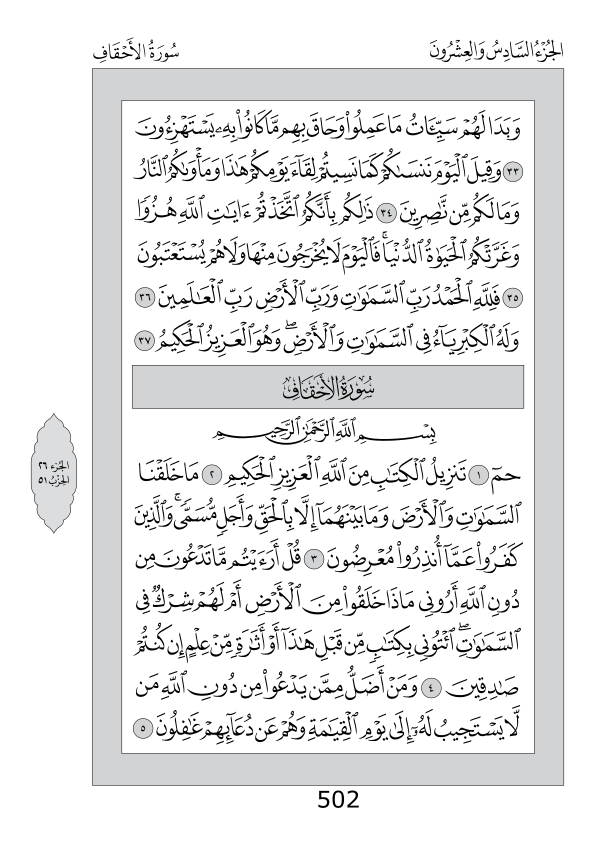 الجُزْءُ السَّادِسُ وَالعِشْرُونَ
سُورَةُ الأَحْقَافِ
وَبَدَا لَهُمْ سَيِّـَٔاتُ مَا عَمِلُوا۟ وَحَاقَ بِهِم مَّا كَانُوا۟ بِهِۦ يَسْتَهْزِءُونَ
٣٣ وَقِيلَ ٱلْيَوْمَ نَنسَىٰكُمْ كَمَا نَسِيتُمْ لِقَآءَ يَوْمِكُمْ هَٰذَا وَمَأْوَىٰكُمُ ٱلنَّارُ
وَمَا لَكُم مِّن نَّٰصِرِينَ ٣٤ ذَٰلِكُم بِأَنَّكُمُ ٱتَّخَذْتُمْ ءَايَٰتِ ٱللَّهِ هُزُوًا
وَغَرَّتْكُمُ ٱلْحَيَوٰةُ ٱلدُّنْيَا ۚ فَٱلْيَوْمَ لَا يُخْرَجُونَ مِنْهَا وَلَا هُمْ يُسْتَعْتَبُونَ
٣٥ فَلِلَّهِ ٱلْحَمْدُ رَبِّ ٱلسَّمَٰوَٰتِ وَرَبِّ ٱلْأَرْضِ رَبِّ ٱلْعَٰلَمِينَ ٣٦
وَلَهُ ٱلْكِبْرِيَآءُ فِى ٱلسَّمَٰوَٰتِ وَٱلْأَرْضِ ۖ وَهُوَ ٱلْعَزِيزُ ٱلْحَكِيمُ ٣٧
سُورَةُ الأَحْقَافِ
بِسْمِ ٱللَّهِ ٱلرَّحْمَٰنِ ٱلرَّحِيمِ
حمٓ ١ تَنزِيلُ ٱلْكِتَٰبِ مِنَ ٱللَّهِ ٱلْعَزِيزِ ٱلْحَكِيمِ ٢ مَا خَلَقْنَا
ٱلسَّمَٰوَٰتِ وَٱلْأَرْضَ وَمَا بَيْنَهُمَآ إِلَّا بِٱلْحَقِّ وَأَجَلٍ مُّسَمًّى ۚ وَٱلَّذِينَ
كَفَرُوا۟ عَمَّآ أُنذِرُوا۟ مُعْرِضُونَ ٣ قُلْ أَرَءَيْتُم مَّا تَدْعُونَ مِن
دُونِ ٱللَّهِ أَرُونِى مَاذَا خَلَقُوا۟ مِنَ ٱلْأَرْضِ أَمْ لَهُمْ شِرْكٌ فِى
ٱلسَّمَٰوَٰتِ ۖ ٱئْتُونِى بِكِتَٰبٍ مِّن قَبْلِ هَٰذَآ أَوْ أَثَٰرَةٍ مِّنْ عِلْمٍ إِن كُنتُمْ
صَٰدِقِينَ ٤ وَمَنْ أَضَلُّ مِمَّن يَدْعُوا۟ مِن دُونِ ٱللَّهِ مَن
لَّا يَسْتَجِيبُ لَهُۥٓ إِلَىٰ يَوْمِ ٱلْقِيَٰمَةِ وَهُمْ عَن دُعَآئِهِمْ غَٰفِلُونَ ٥
الجُزء ٢٦
الحِزْبُ ٥١
502